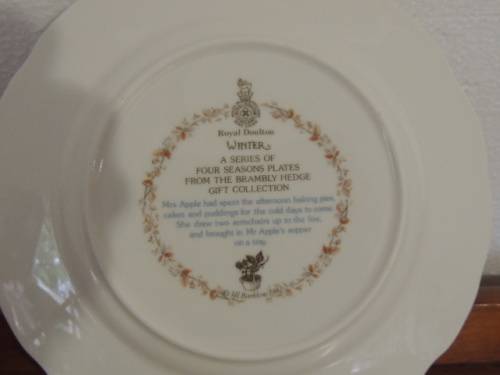 Royal Doulton
WINTER
A SERIES OF
FOUR SEASONS PLATES
FROM THE BRAMBLY HEDGE
GIFT COLLECTION
Mrs Apple had spent the afternoon baking pies,
cakes and puddings for the cold days to come.
She drew two armchairs up to the fire,
and brought in Mr Apple's supper
on a tray.
© Jill Barklem